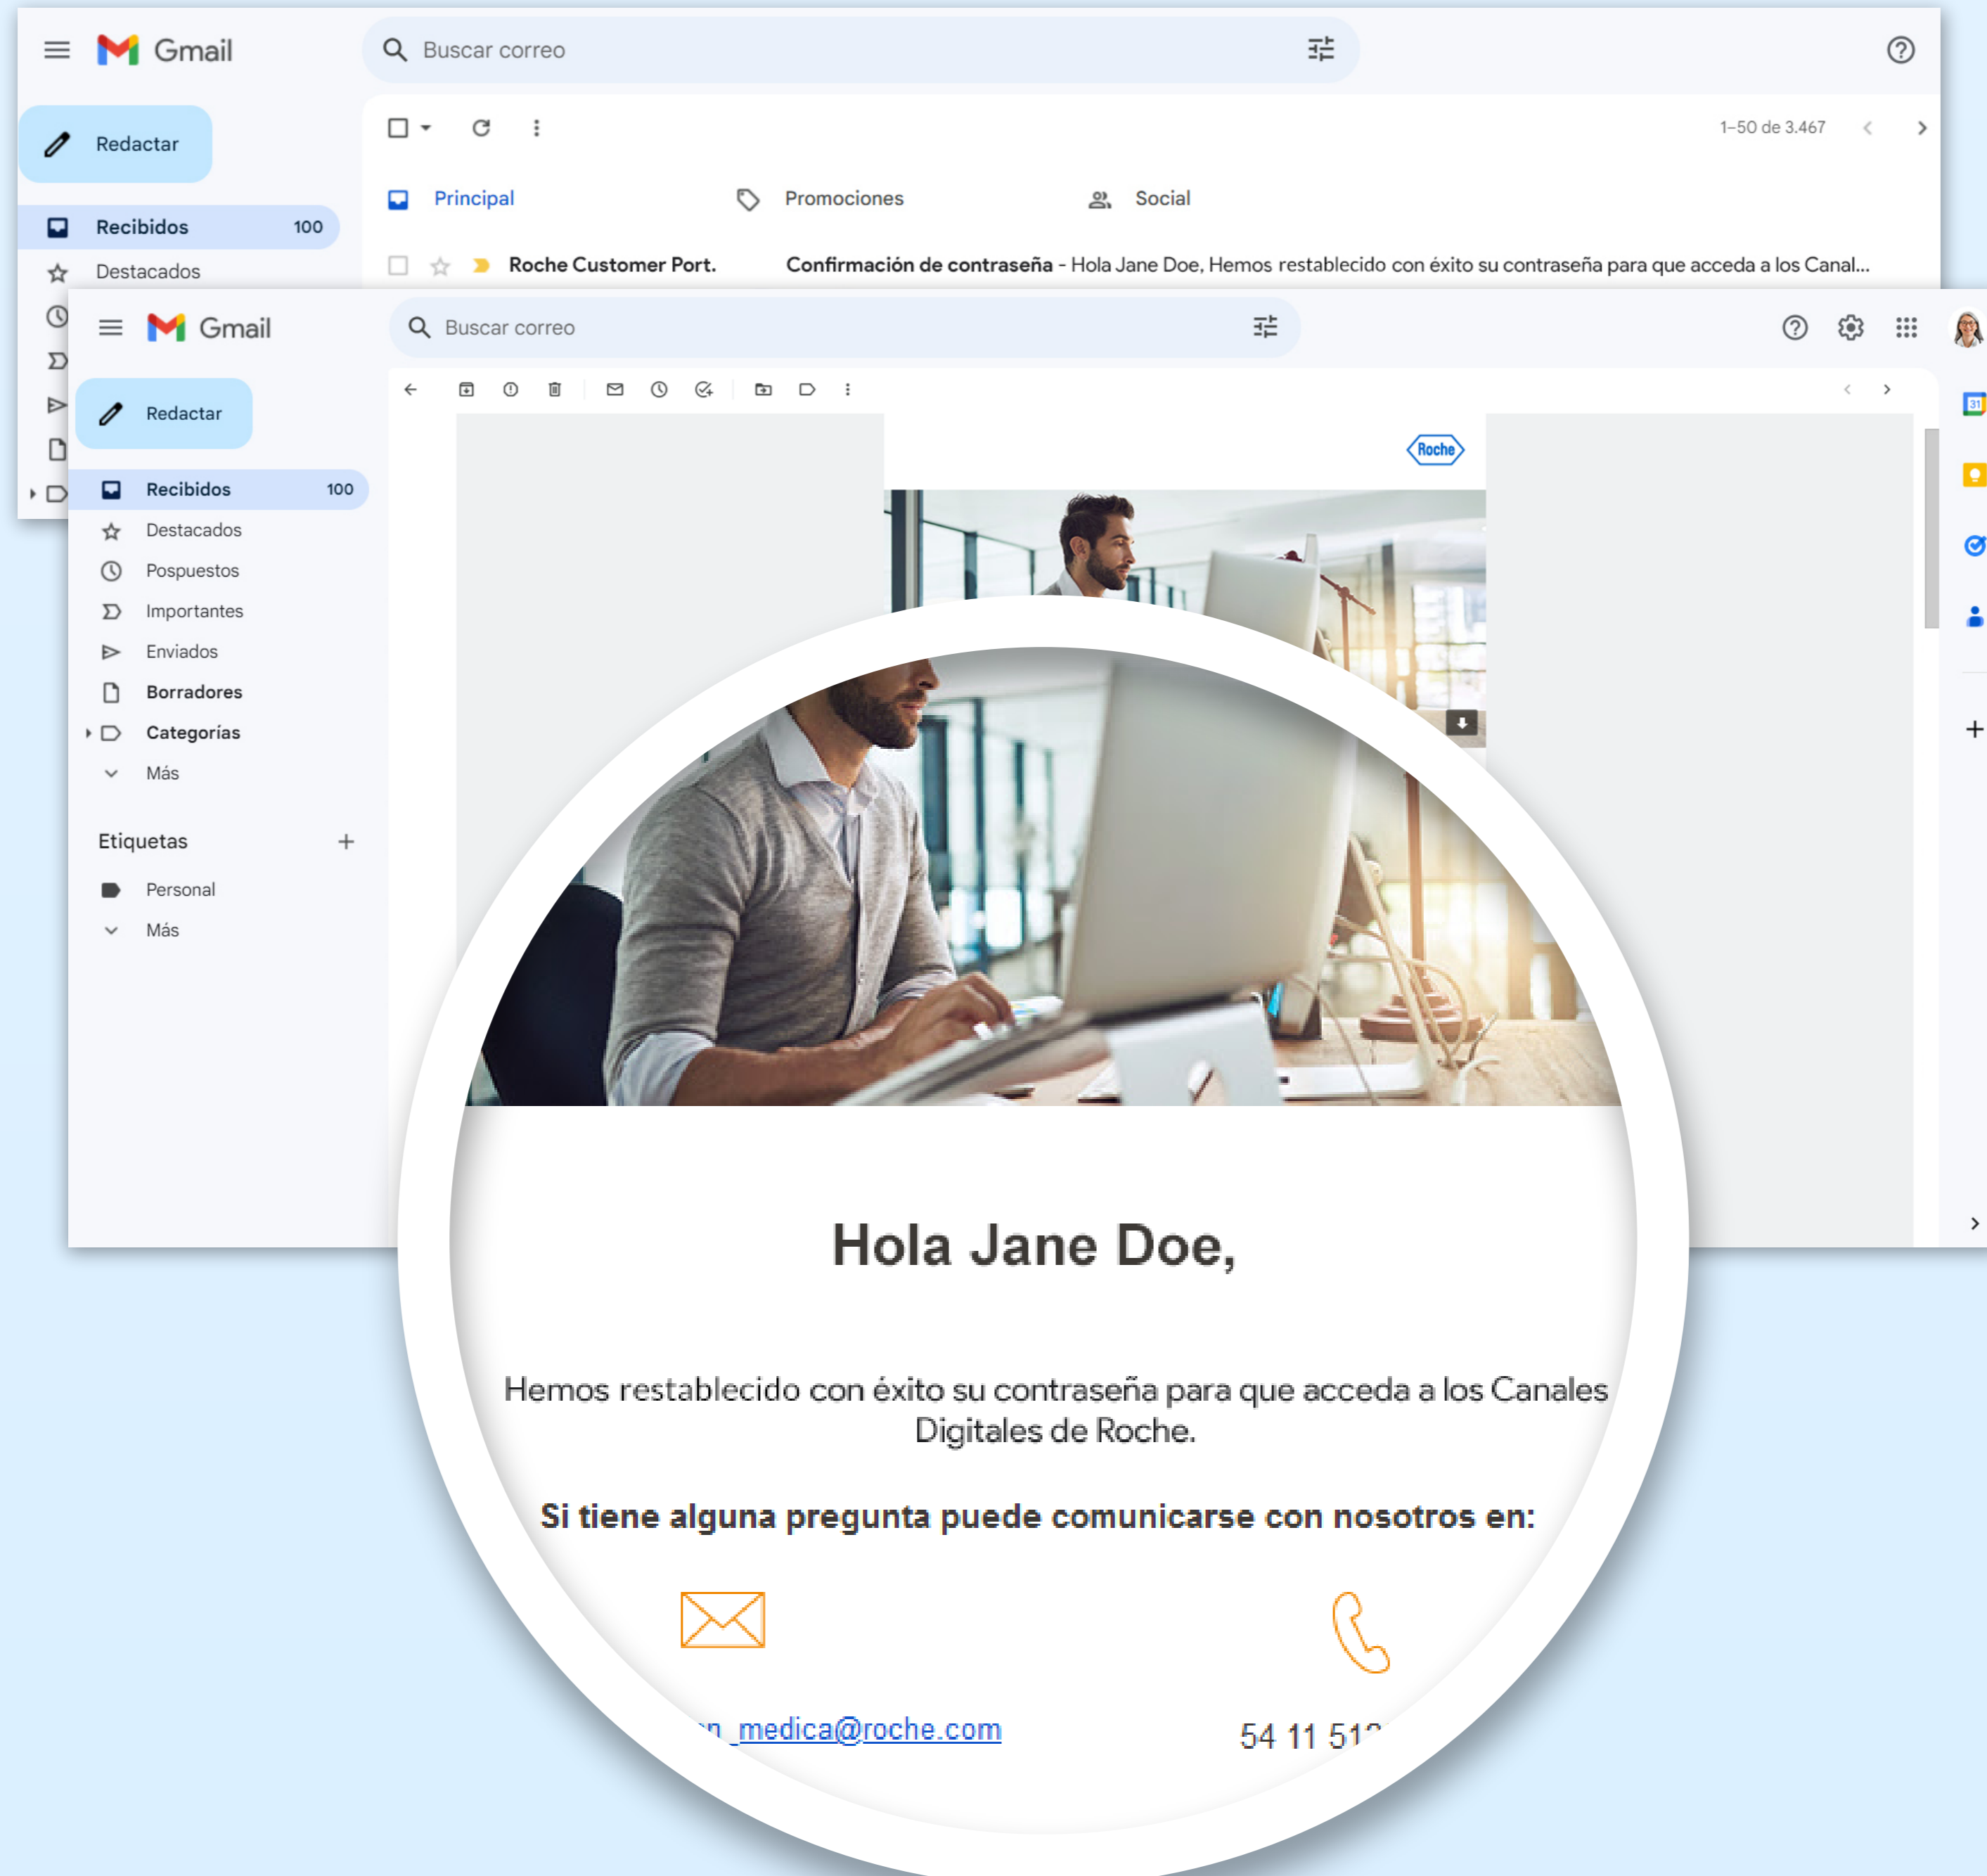 Gmail
Buscar correo
Redactar
1–50 de 3.467
Principal
Promociones
Social
Recibidos 100
Destacados
Roche Customer Port. Confirmación de contraseña - Hola Jane Doe, Hemos restablecido con éxito su contraseña para que acceda a los Canal...
Gmail
Buscar correo
Redactar
31
Roche
Recibidos 100
Destacados
Pospuestos
Importantes
Enviados
Borradores
Categorías
Más
Etiquetas
Personal
Más
Hola Jane Doe,
Hemos restablecido con éxito su contraseña para que acceda a los Canales
Digitales de Roche.
Si tiene alguna pregunta puede comunicarse con nosotros en:
_medica@roche.com
54 11